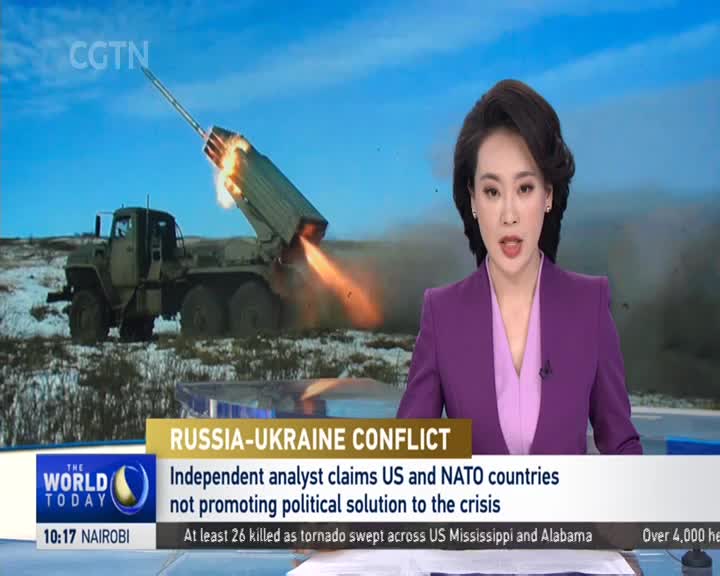 CGTN
RUSSIA-UKRAINE CONFLICT
Independent analyst claims US and NATO countries
not promoting political solution to the crisis
THE
WORLD
TODAY
10:17 NAIROBI
At least 26 killed as tornado swept across US Mississippi and Alabama
Over 4,000 he